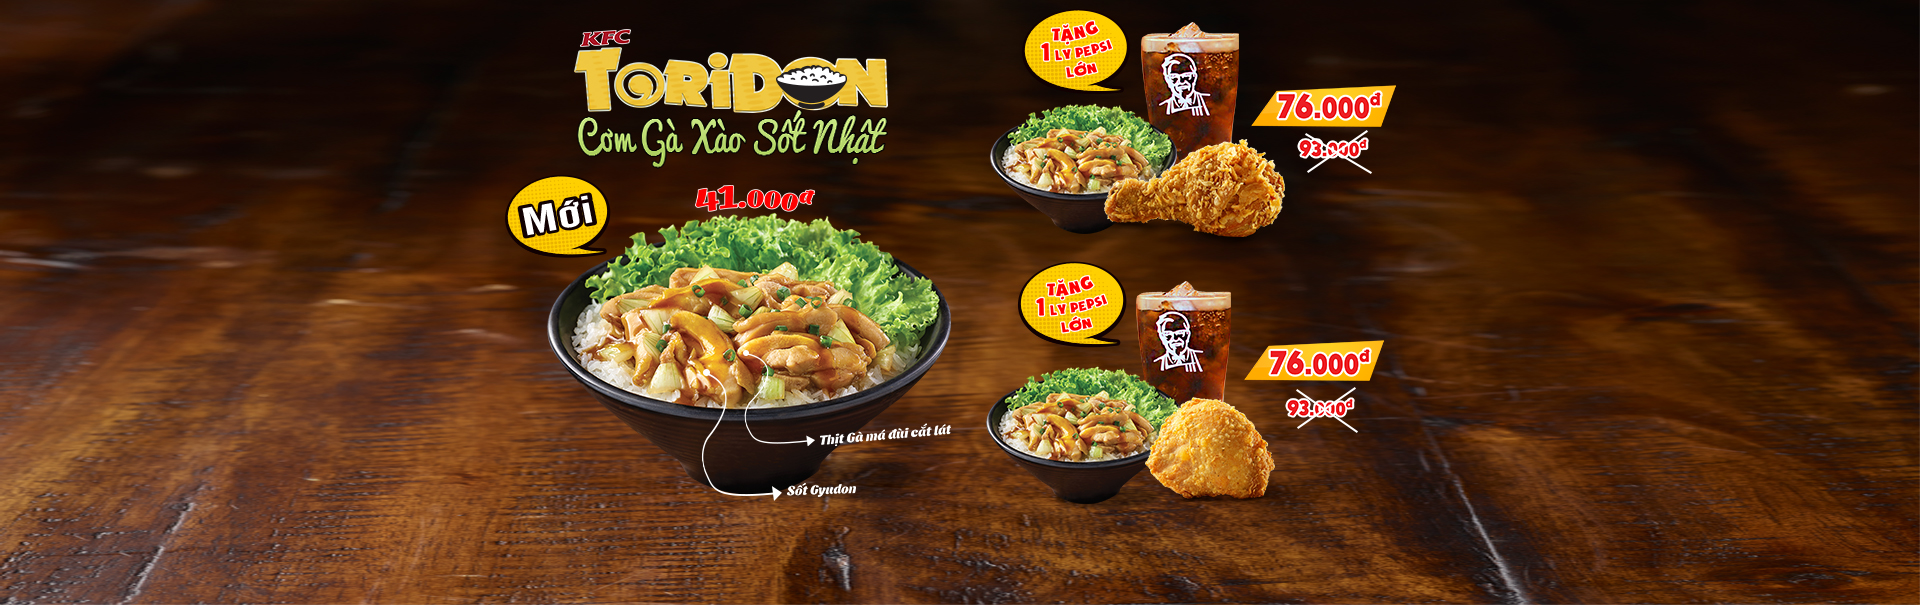 KFC
TORiDON
Cơm Gà Xào Sốt Nhật
Mới
41.000đ
Thịt Gà má đùi cắt lát
Sốt Gyudon
TẶNG
1 LY PEPSI
LỚN
76.000đ
93.000đ
TẶNG
1 LY PEPSI
LỚN
76.000đ
93.000đ